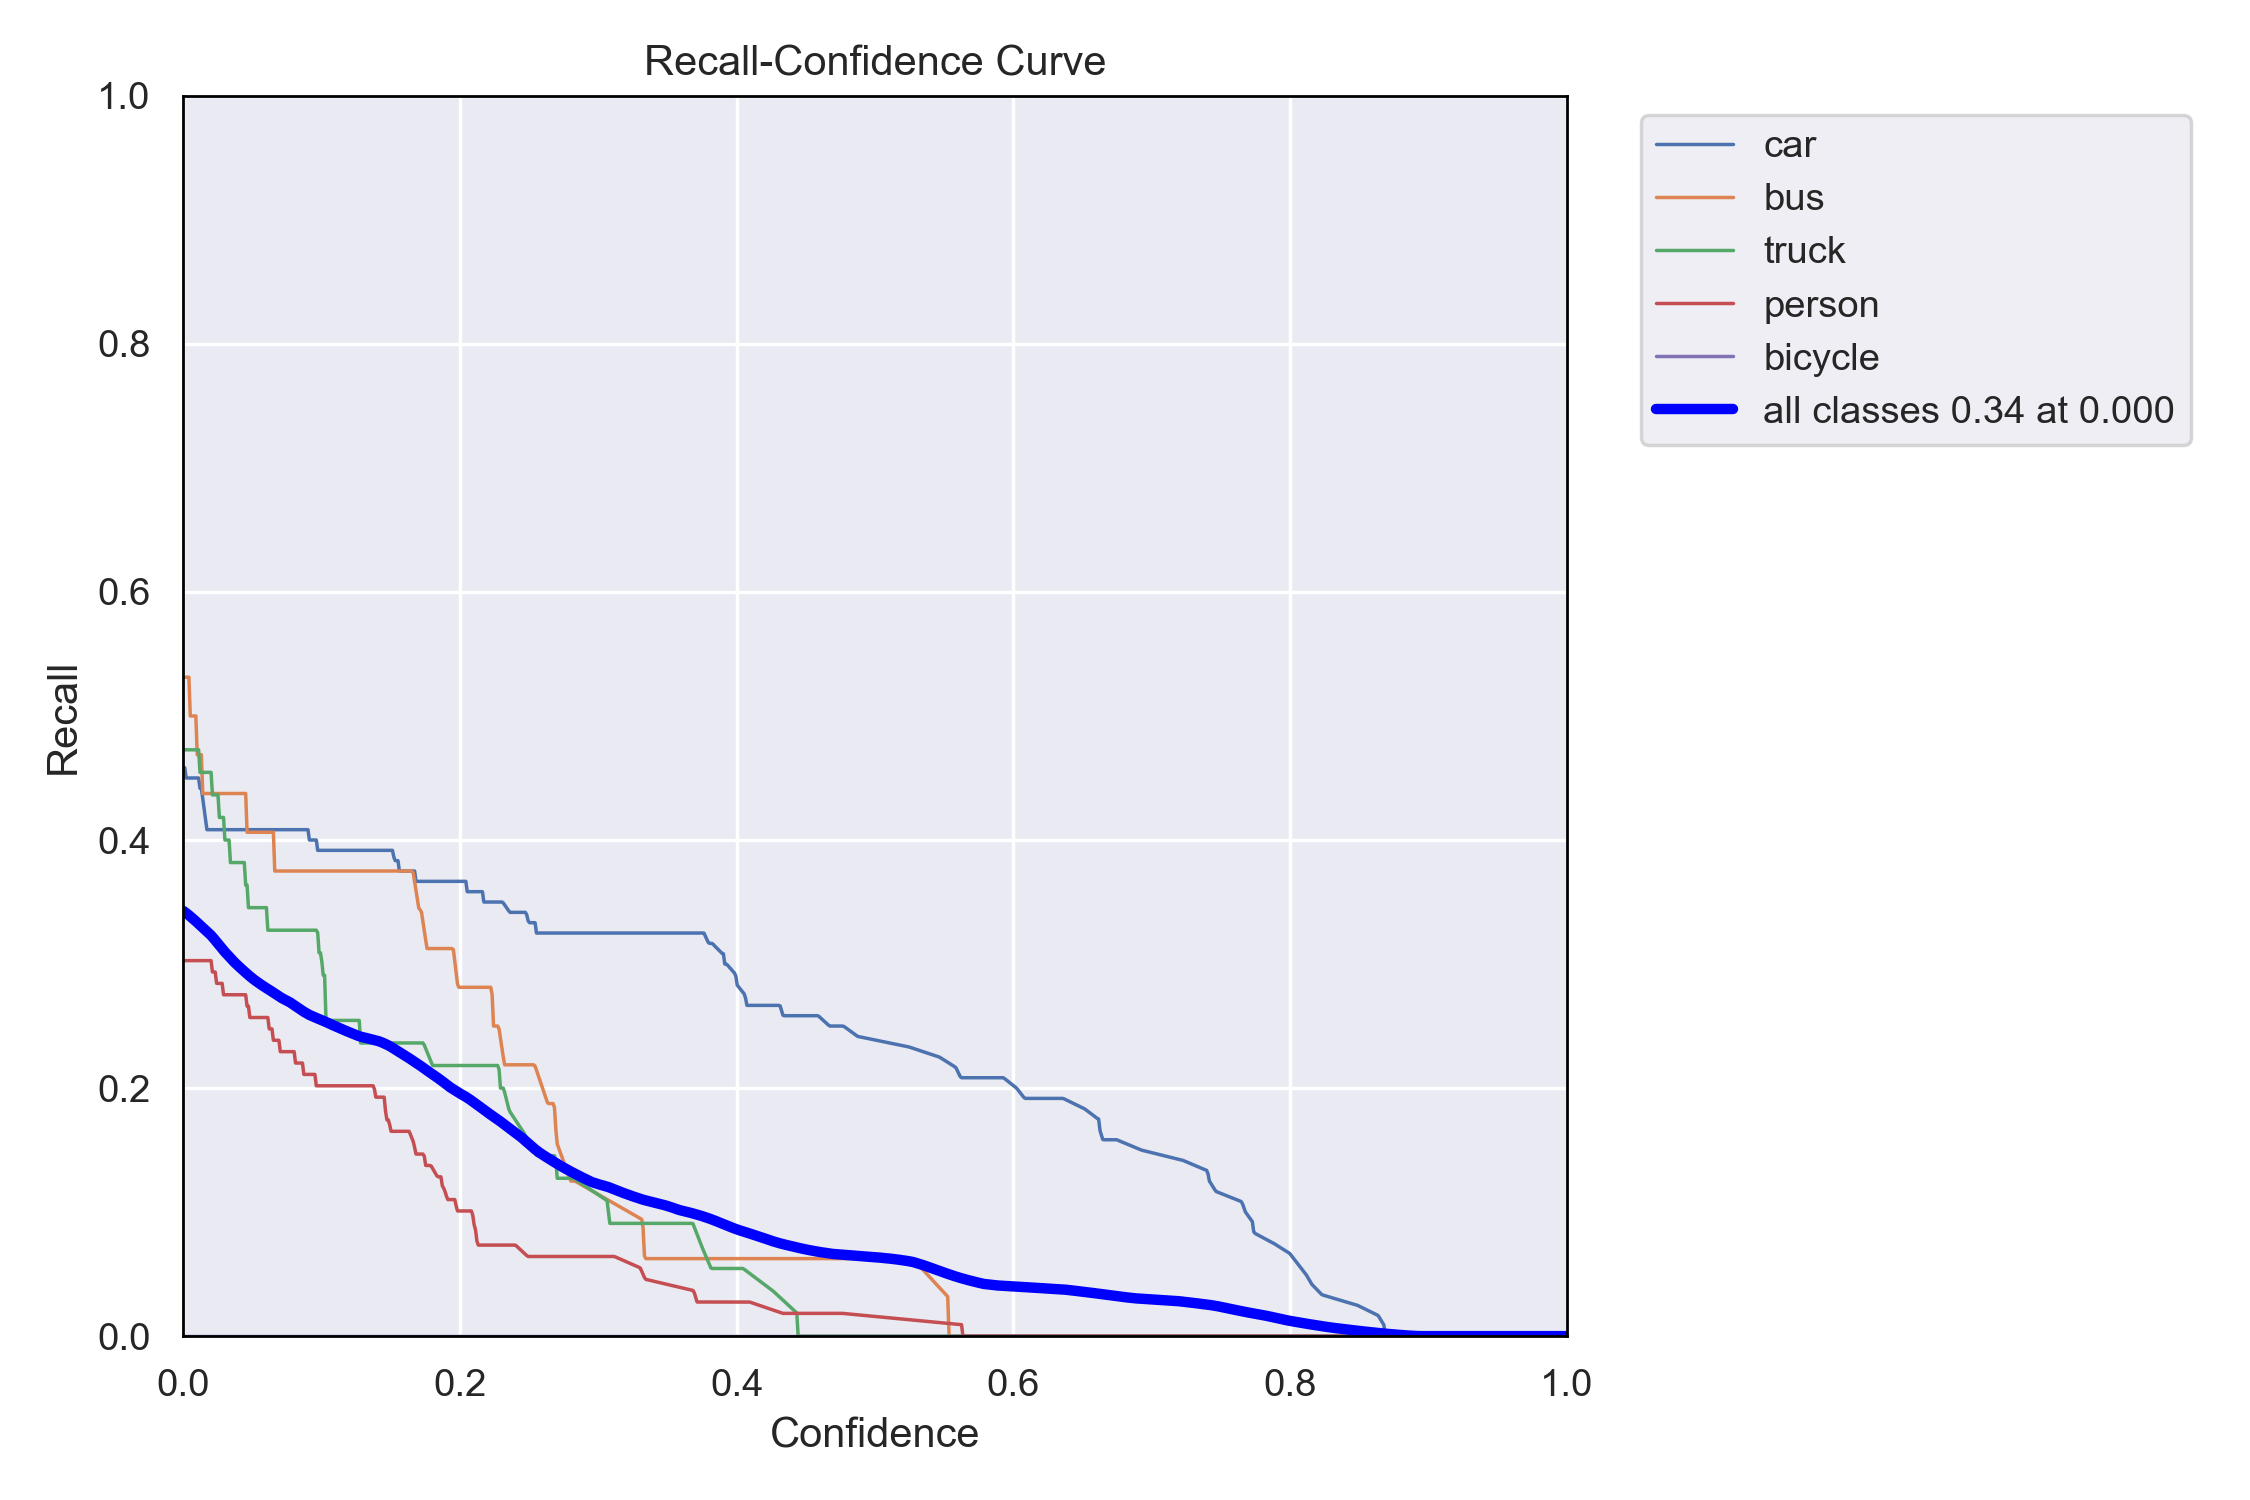 Recall-Confidence Curve
1.0
0.8
0.6
0.4
0.2
0.0
Recall
0.0 0.2 0.4 0.6 0.8 1.0
Confidence
car
bus
truck
person
bicycle
all classes 0.34 at 0.000